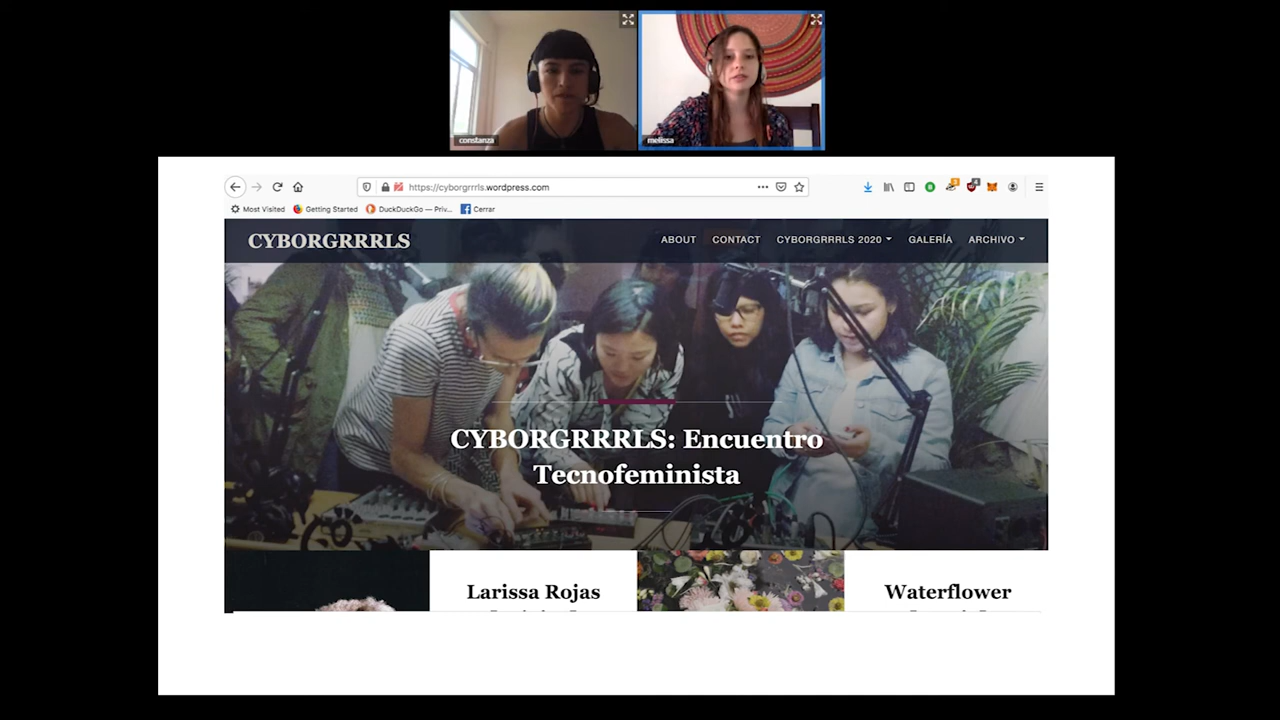 constanza
melissa
https://cyborgrrrls.wordpress.com
Most Visited Getting Started DuckDuckGo — Priv... Cerrar
CYBORGRRRLS
ABOUT CONTACT CYBORGRRRLS 2020 GALERÍA ARCHIVO
CYBORGRRRLS: Encuentro
Tecnofeminista
Larissa Rojas
Waterflower